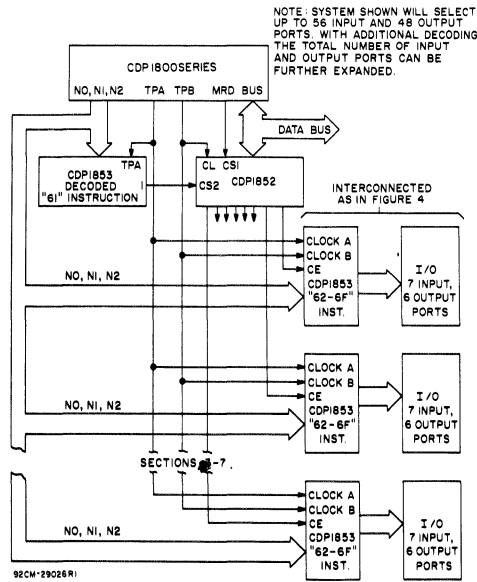 NOTE: SYSTEM SHOWN WILL SELECT
UP TO 56 INPUT AND 48 OUTPUT
PORTS. WITH ADDITIONAL DECODING
THE TOTAL NUMBER OF INPUT
AND OUTPUT PORTS CAN BE
FURTHER EXPANDED.
CDP1800SERIES
N0, N1, N2 TPA TPB MRD BUS
DATA BUS
TPA
CDP1853
DECODED
"61" INSTRUCTION
1
CL CS1
CS2 CDP1852
INTERCONNECTED
AS IN FIGURE 4
CLOCK A
CLOCK B
CE
CDP1853
"62-6F"
INST.
I/O
7 INPUT,
6 OUTPUT
PORTS
N0, N1, N2
CLOCK A
CLOCK B
CE
CDP1853
"62-6F"
INST.
I/O
7 INPUT,
6 OUTPUT
PORTS
N0, N1, N2
SECTIONS -7
CLOCK A
CLOCK B
CE
CDP1853
"62-6F"
INST.
I/O
7 INPUT,
6 OUTPUT
PORTS
N0, N1, N2
92CM-29026R1